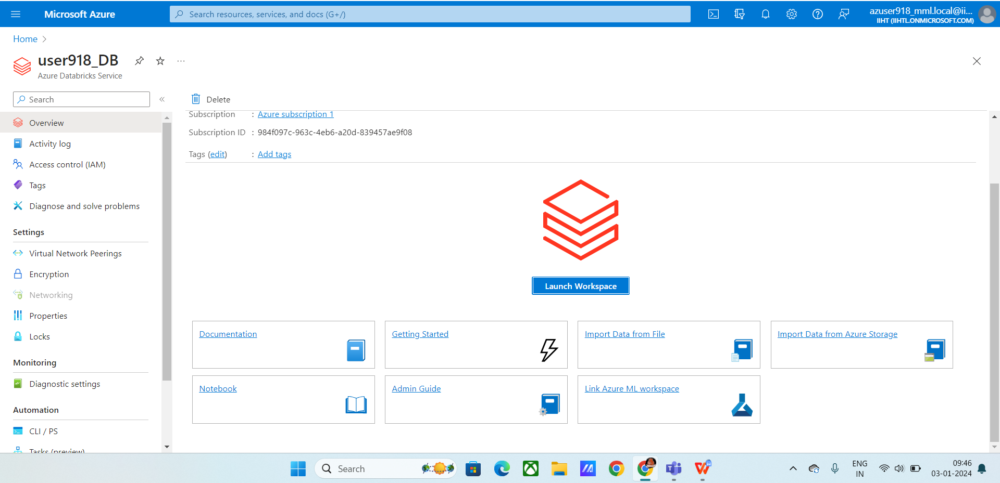 Microsoft Azure
Search resources, services, and docs (G+/)
azuser918_mml.local@ii...
IIHT (IIHTL.ONMICROSOFT.COM)
Home
user918_DB
...
Azure Databricks Service
Search
«
Delete
Overview
Activity log
Access control (IAM)
Tags
Diagnose and solve problems
Settings
Virtual Network Peerings
Encryption
Networking
Properties
Locks
Monitoring
Diagnostic settings
Automation
CLI / PS
Tasks (preview)
Subscription : Azure subscription 1
Subscription ID : 984f097c-963c-4eb6-a20d-839457ae9f08
Tags (edit) : Add tags
Launch Workspace
Documentation
Getting Started
Import Data from File
Import Data from Azure Storage
Notebook
Admin Guide
Link Azure ML workspace
Search
ENG
IN
09:46
03-01-2024